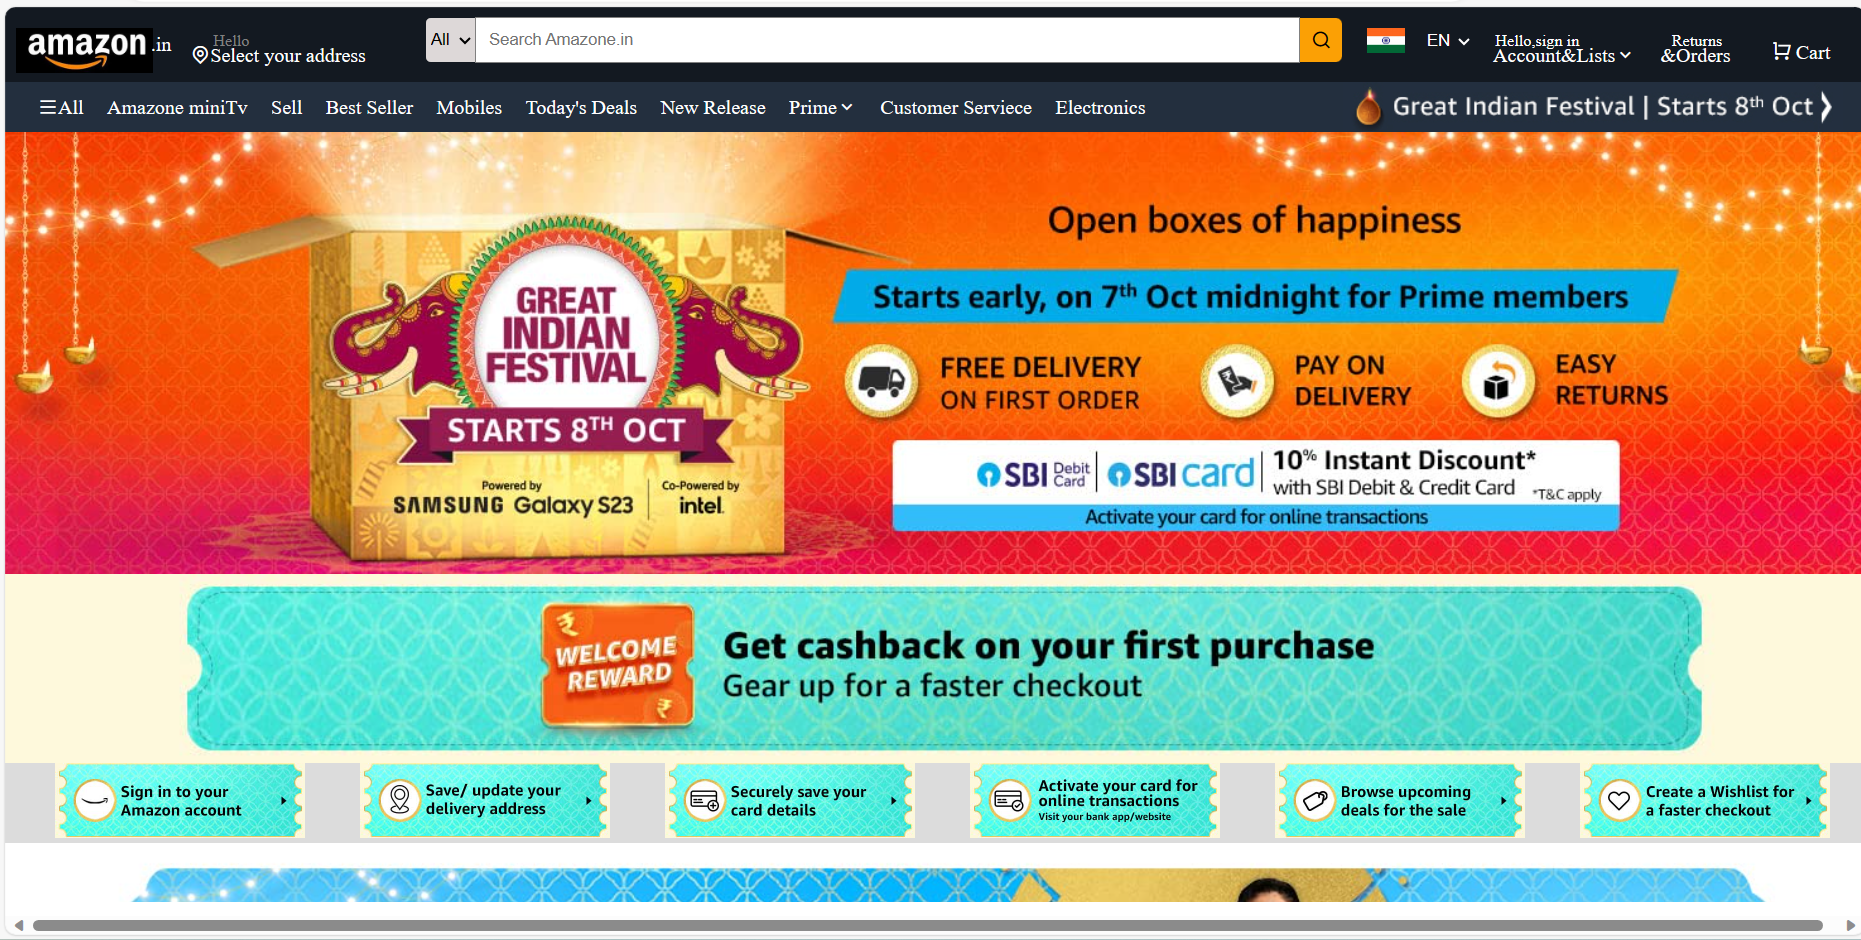 amazon.in
Hello
Select your address
All
Search Amazone.in
EN
Hello,sign in
Account&Lists
Returns
&Orders
Cart
All
Amazone miniTv
Sell
Best Seller
Mobiles
Today's Deals
New Release
Prime
Customer Serviece
Electronics
Great Indian Festival | Starts 8th Oct
GREAT
INDIAN
FESTIVAL
STARTS 8TH OCT
Powered by
SAMSUNG Galaxy S23
Co-Powered by
intel.
Open boxes of happiness
Starts early, on 7th Oct midnight for Prime members
FREE DELIVERY
ON FIRST ORDER
PAY ON
DELIVERY
EASY
RETURNS
SBI Debit Card
SBI card
10% Instant Discount*
with SBI Debit & Credit Card
*T&C apply
Activate your card for online transactions
₹
WELCOME
REWARD
₹
Get cashback on your first purchase
Gear up for a faster checkout
Sign in to your
Amazon account
Save/ update your
delivery address
Securely save your
card details
Activate your card for
online transactions
Visit your bank app/website
Browse upcoming
deals for the sale
Create a Wishlist for
a faster checkout